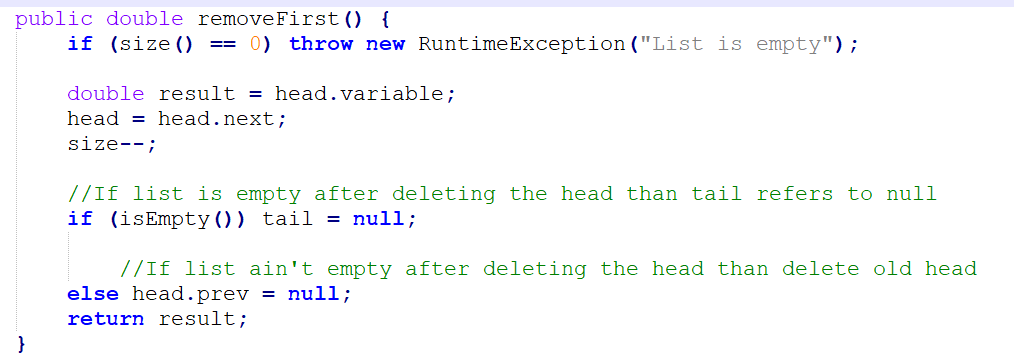 public double removeFirst() {
if (size() == 0) throw new RuntimeException("List is empty");
double result = head.variable;
head = head.next;
size--;
//If list is empty after deleting the head than tail refers to null
if (isEmpty()) tail = null;
//If list ain't empty after deleting the head than delete old head
else head.prev = null;
return result;
}